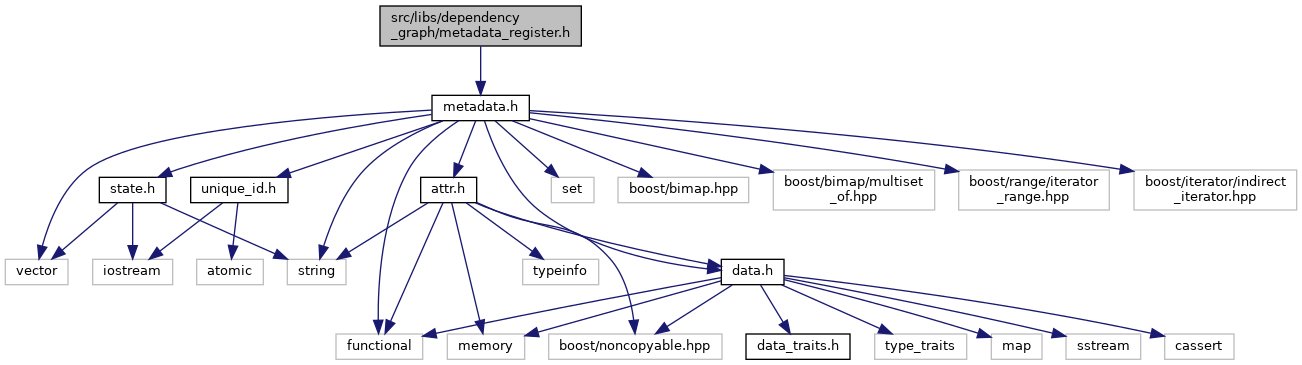 src/libs/dependency
_graph/metadata_register.h
metadata.h
state.h
unique_id.h
attr.h
set
boost/bimap.hpp
boost/bimap/multiset
_of.hpp
boost/range/iterator
_range.hpp
boost/iterator/indirect
_iterator.hpp
vector
iostream
atomic
string
typeinfo
data.h
functional
memory
boost/noncopyable.hpp
data_traits.h
type_traits
map
sstream
cassert